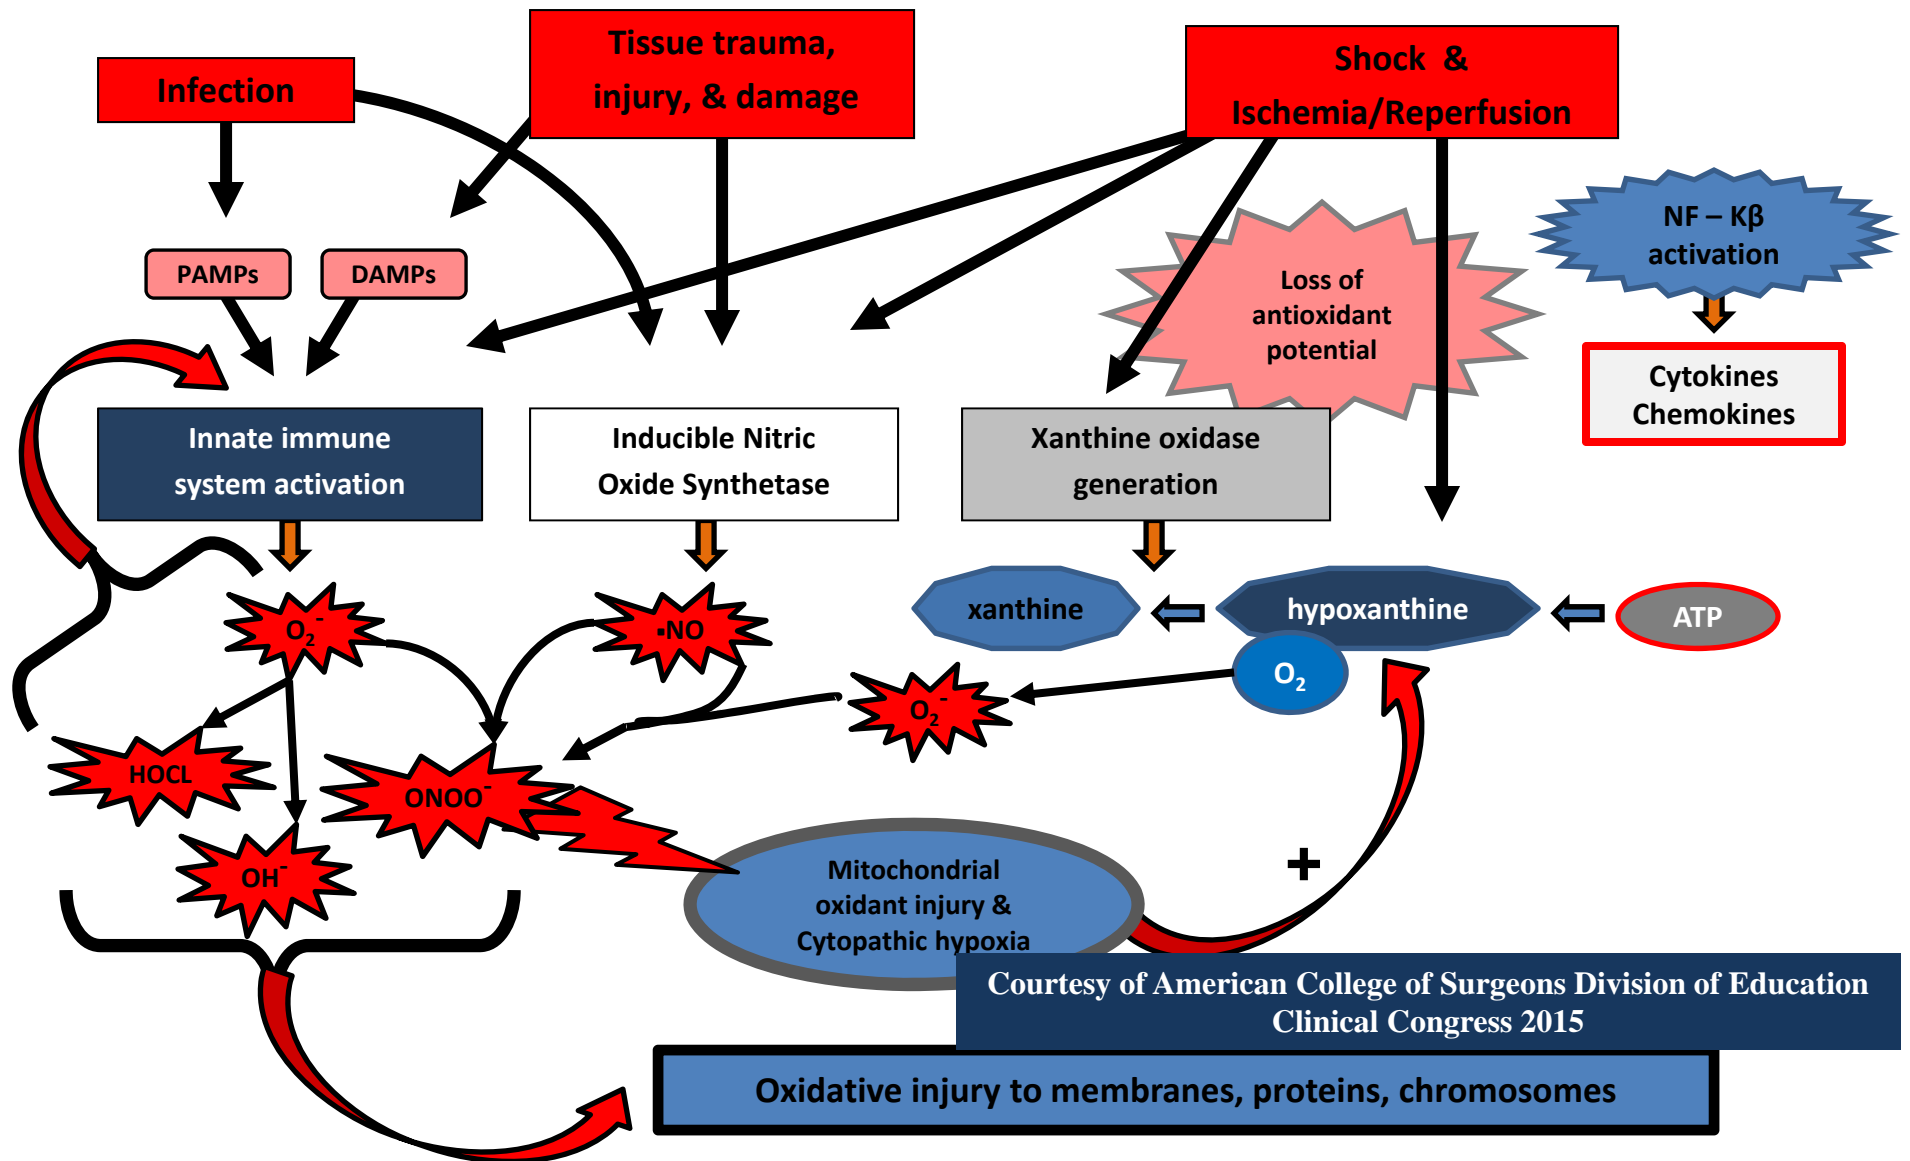 Tissue trauma,
injury, & damage
Shock &
Ischemia/Reperfusion
Infection
NF – Kβ
activation
PAMPs
DAMPs
Loss of
antioxidant
potential
Cytokines
Chemokines
Innate immune
system activation
Inducible Nitric
Oxide Synthetase
Xanthine oxidase
generation
O₂⁻
▪NO
xanthine
hypoxanthine
ATP
O₂
O₂⁻
HOCL
ONOO⁻
OH⁻
Mitochondrial
oxidant injury &
Cytopathic hypoxia
+
Courtesy of American College of Surgeons Division of Education
Clinical Congress 2015
Oxidative injury to membranes, proteins, chromosomes